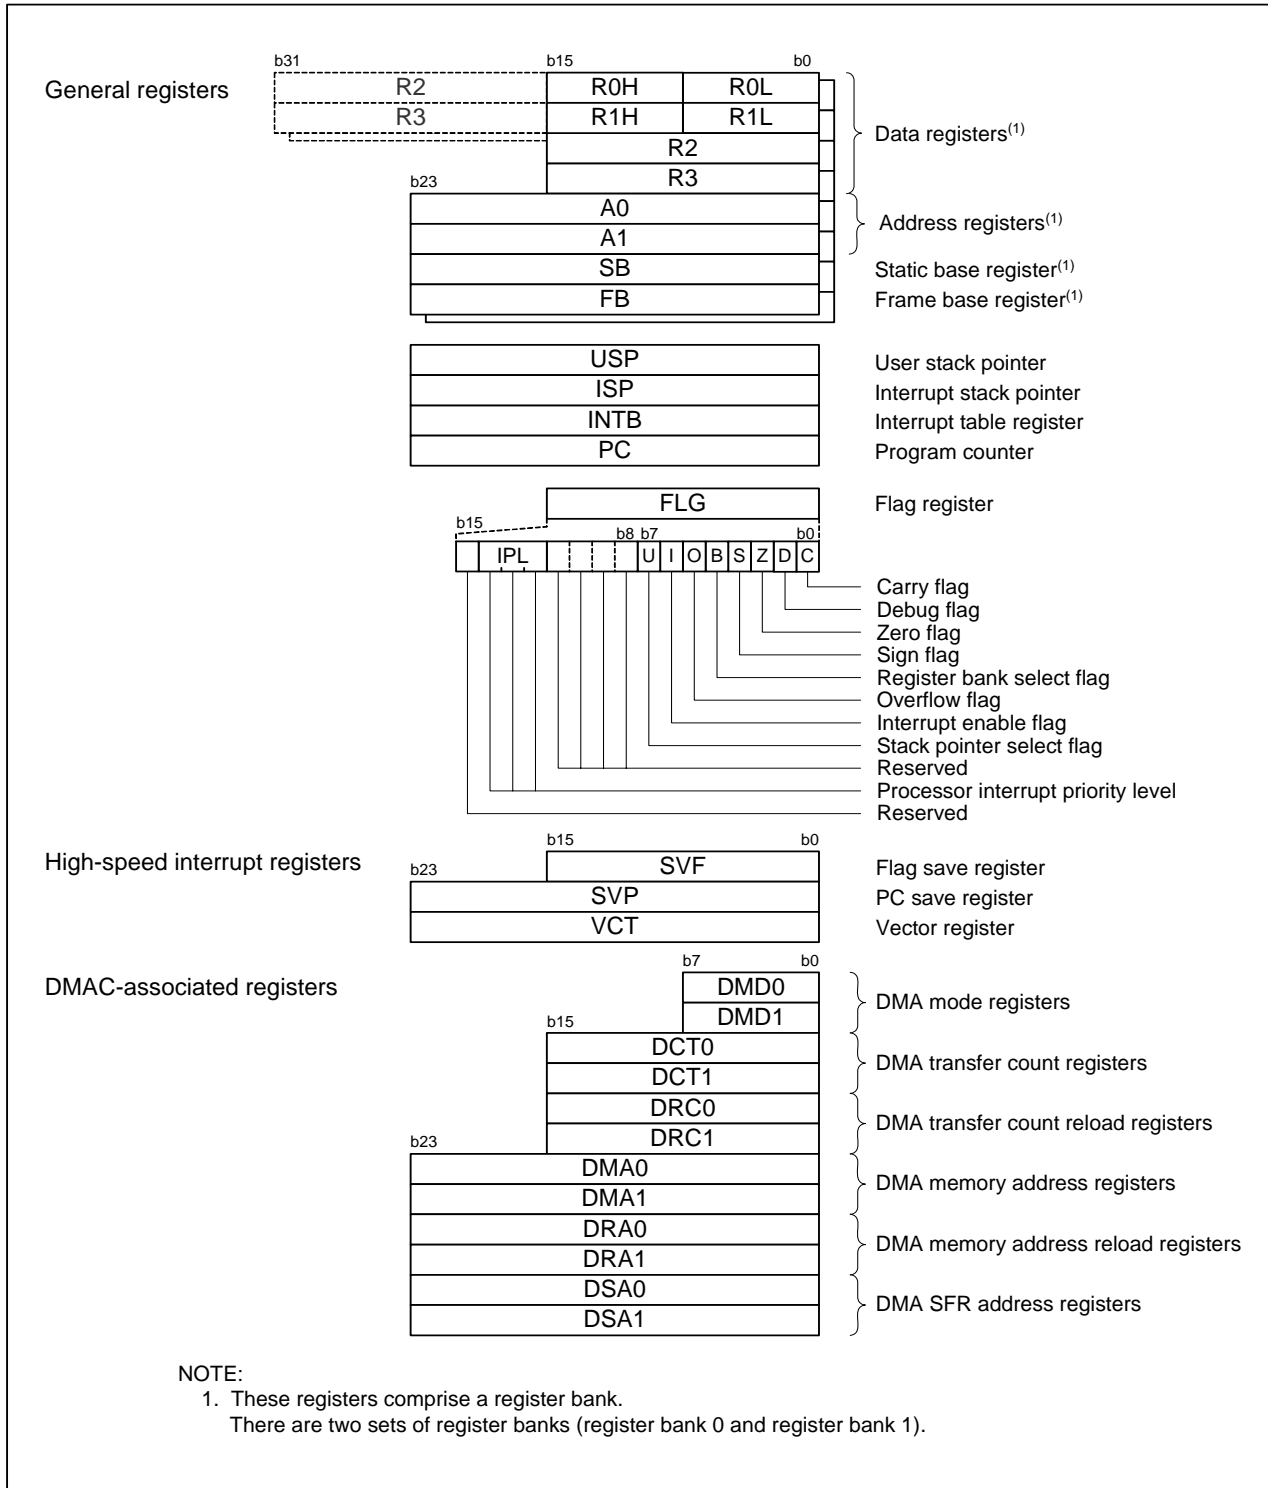 b31 b15 b0
General registers R2 R0H R0L
R3 R1H R1L
Data registers(1)
R2
R3
b23
A0
Address registers(1)
A1
SB Static base register(1)
FB Frame base register(1)
USP User stack pointer
ISP Interrupt stack pointer
INTB Interrupt table register
PC Program counter
FLG Flag register
b15 b8 b7 b0
IPL U I O B S Z D C
Carry flag
Debug flag
Zero flag
Sign flag
Register bank select flag
Overflow flag
Interrupt enable flag
Stack pointer select flag
Reserved
Processor interrupt priority level
Reserved
b15 b0
High-speed interrupt registers SVF Flag save register
b23
SVP PC save register
VCT Vector register
b7 b0
DMAC-associated registers DMD0
DMA mode registers
DMD1
b15
DCT0
DMA transfer count registers
DCT1
DRC0
DMA transfer count reload registers
DRC1
b23
DMA0
DMA memory address registers
DMA1
DRA0
DMA memory address reload registers
DRA1
DSA0
DMA SFR address registers
DSA1
NOTE:
1. These registers comprise a register bank.
There are two sets of register banks (register bank 0 and register bank 1).